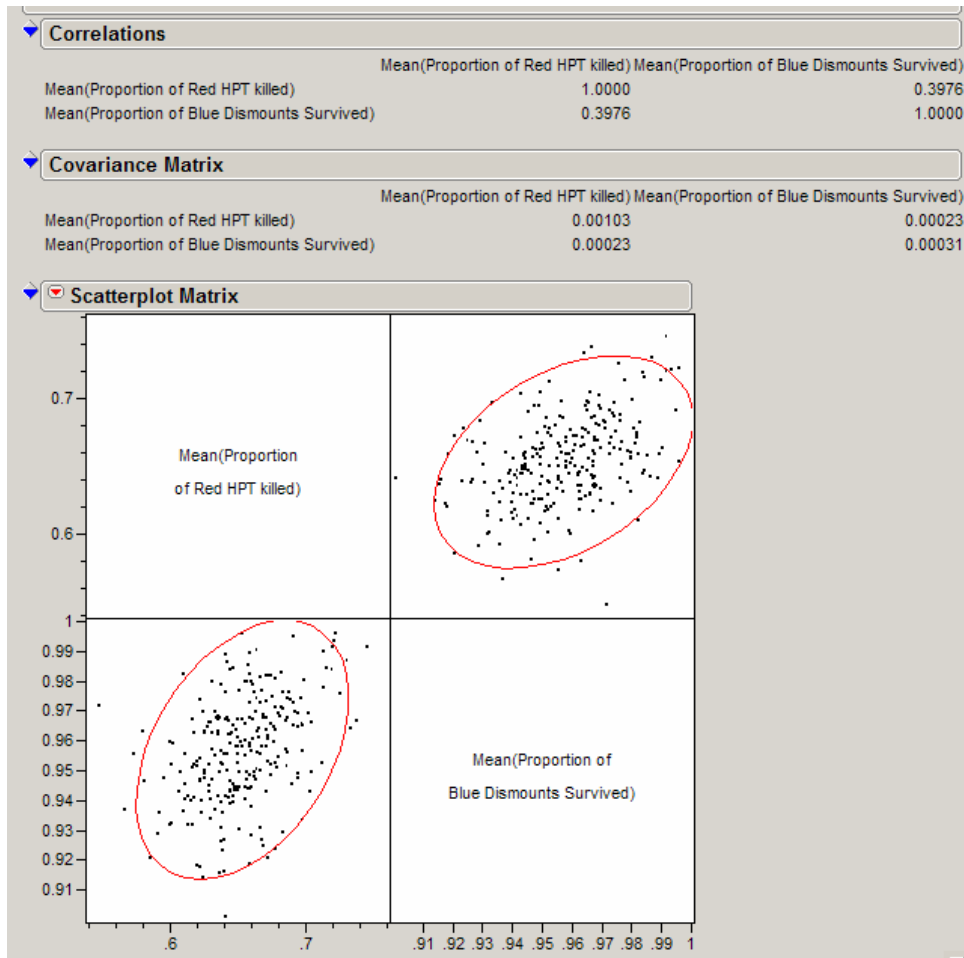 Correlations
Mean(Proportion of Red HPT killed) Mean(Proportion of Blue Dismounts Survived)
Mean(Proportion of Red HPT killed) 1.0000 0.3976
Mean(Proportion of Blue Dismounts Survived) 0.3976 1.0000
Covariance Matrix
Mean(Proportion of Red HPT killed) Mean(Proportion of Blue Dismounts Survived)
Mean(Proportion of Red HPT killed) 0.00103 0.00023
Mean(Proportion of Blue Dismounts Survived) 0.00023 0.00031
Scatterplot Matrix
0.7
Mean(Proportion
of Red HPT killed)
0.6
1
0.99
0.98
0.97
0.96
0.95
0.94
0.93
0.92
0.91
Mean(Proportion of
Blue Dismounts Survived)
.6 .7 .91 .92 .93 .94 .95 .96 .97 .98 .99 1